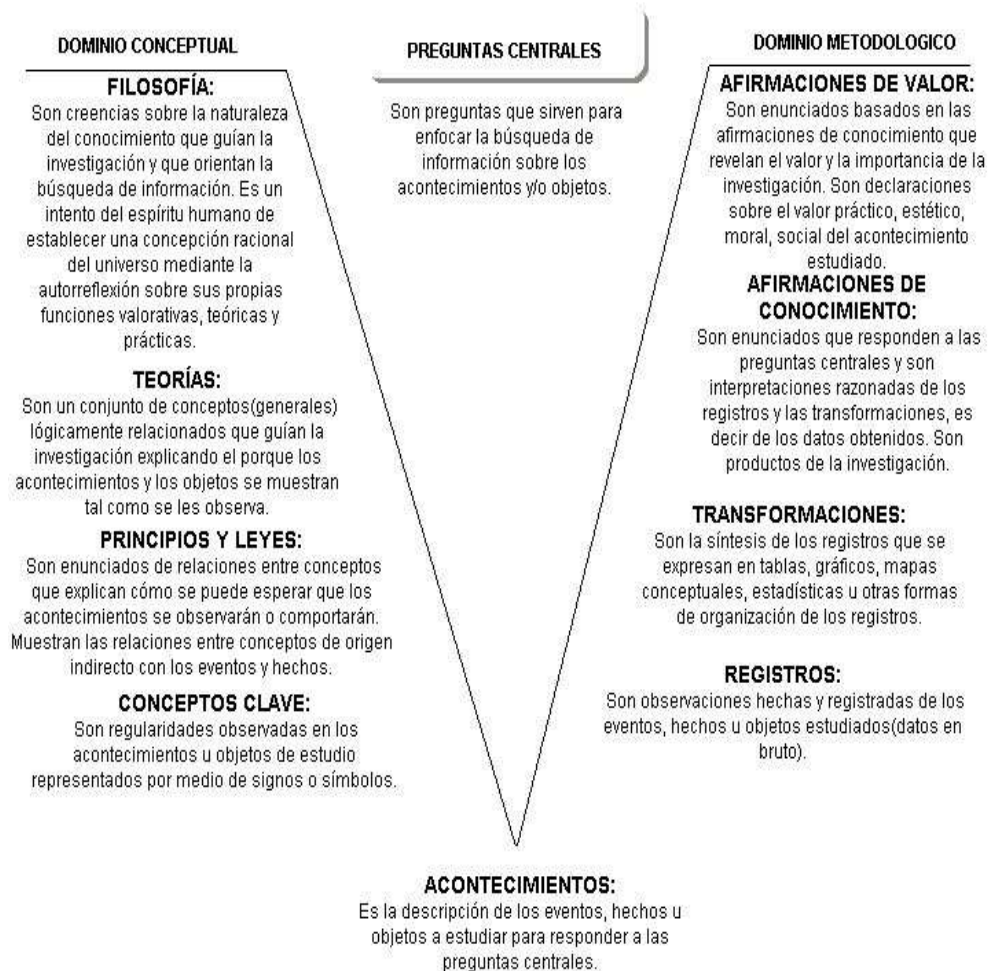 DOMINIO CONCEPTUAL
FILOSOFÍA:
Son creencias sobre la naturaleza
del conocimiento que guían la
investigación y que orientan la
búsqueda de información. Es un
intento del espíritu humano de
establecer una concepción racional
del universo mediante la
autorreflexión sobre sus propias
funciones valorativas, teóricas y
prácticas.
TEORÍAS:
Son un conjunto de conceptos(generales)
lógicamente relacionados que guían la
investigación explicando el porque los
acontecimientos y los objetos se muestran
tal como se les observa.
PRINCIPIOS Y LEYES:
Son enunciados de relaciones entre conceptos
que explican cómo se puede esperar que los
acontecimientos se observarán o comportarán.
Muestran las relaciones entre conceptos de origen
indirecto con los eventos y hechos.
CONCEPTOS CLAVE:
Son regularidades observadas en los
acontecimientos u objetos de estudio
representados por medio de signos o símbolos.
PREGUNTAS CENTRALES
Son preguntas que sirven para
enfocar la búsqueda de
información sobre los
acontecimientos y/o objetos.
DOMINIO METODOLOGICO
AFIRMACIONES DE VALOR:
Son enunciados basados en las
afirmaciones de conocimiento que
revelan el valor y la importancia de la
investigación. Son declaraciones
sobre el valor práctico, estético,
moral, social del acontecimiento
estudiado.
AFIRMACIONES DE
CONOCIMIENTO:
Son enunciados que responden a las
preguntas centrales y son
interpretaciones razonadas de los
registros y las transformaciones, es
decir de los datos obtenidos. Son
productos de la investigación.
TRANSFORMACIONES:
Son la síntesis de los registros que se
expresan en tablas, gráficos, mapas
conceptuales, estadísticas u otras formas
de organización de los registros.
REGISTROS:
Son observaciones hechas y registradas de los
eventos, hechos u objetos estudiados(datos en
bruto).
ACONTECIMIENTOS:
Es la descripción de los eventos, hechos u
objetos a estudiar para responder a las
preguntas centrales.